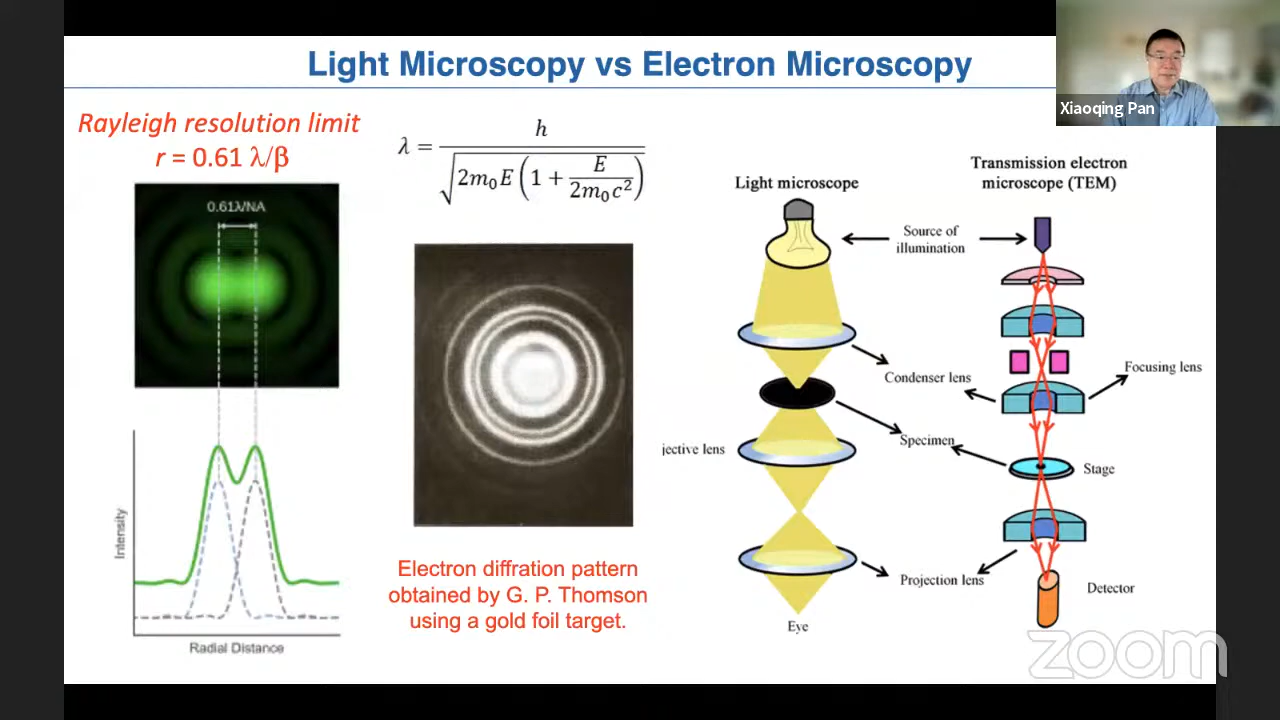 Light Microscopy vs Electron Microscopy
Xiaoqing Pan
Rayleigh resolution limit
r = 0.61 λ/β
0.61λ/NA
Intensity
Radial Distance
λ = h / √(2m₀E(1 + E/2m₀c²))
Electron diffration pattern
obtained by G. P. Thomson
using a gold foil target.
Light microscope
Transmission electron
microscope (TEM)
Source of
illumination
Condenser lens
Focusing lens
Specimen
jective lens
Stage
Projection lens
Detector
Eye
zoom